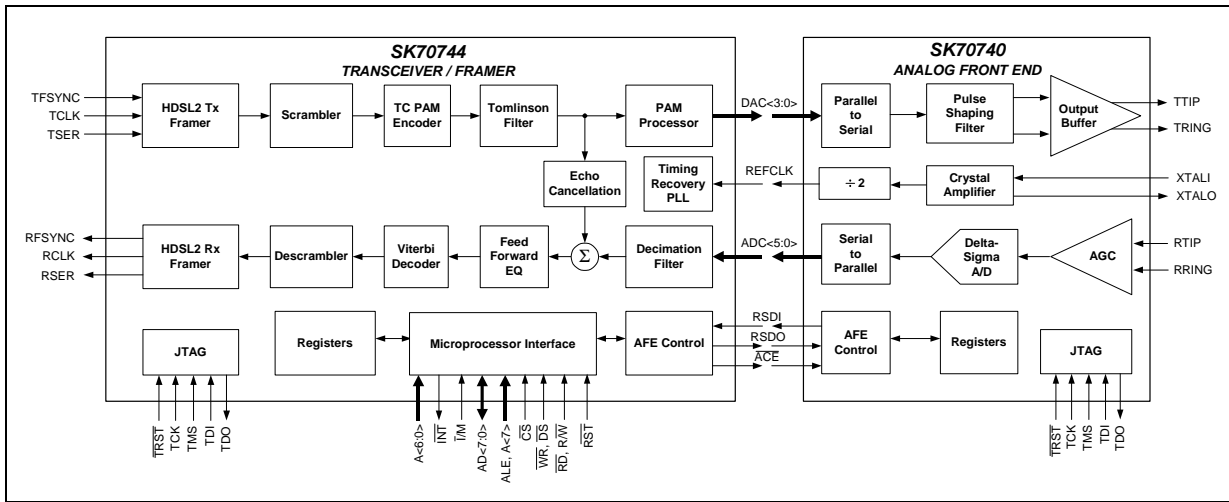 SK70744
TRANSCEIVER / FRAMER
SK70740
ANALOG FRONT END
TFSYNC
TCLK
TSER
HDSL2 Tx
Framer
Scrambler
TC PAM
Encoder
Tomlinson
Filter
PAM
Processor
DAC<3:0>
Parallel
to
Serial
Pulse
Shaping
Filter
Output
Buffer
TTIP
TRING
Echo
Cancellation
Timing
Recovery
PLL
REFCLK
÷ 2
Crystal
Amplifier
XTALI
XTALO
RFSYNC
RCLK
RSER
HDSL2 Rx
Framer
Descrambler
Viterbi
Decoder
Feed
Forward
EQ
Σ
Decimation
Filter
ADC<5:0>
Serial
to
Parallel
Delta-
Sigma
A/D
AGC
RTIP
RRING
JTAG
Registers
Microprocessor Interface
AFE Control
RSDI
RSDO
ACE
AFE
Control
Registers
JTAG
TRST
TCK
TMS
TDI
TDO
A<6:0>
INT
I/M
AD<7:0>
ALE, A<7>
CS
WR, DS
RD, R/W
RST
TRST
TCK
TMS
TDI
TDO